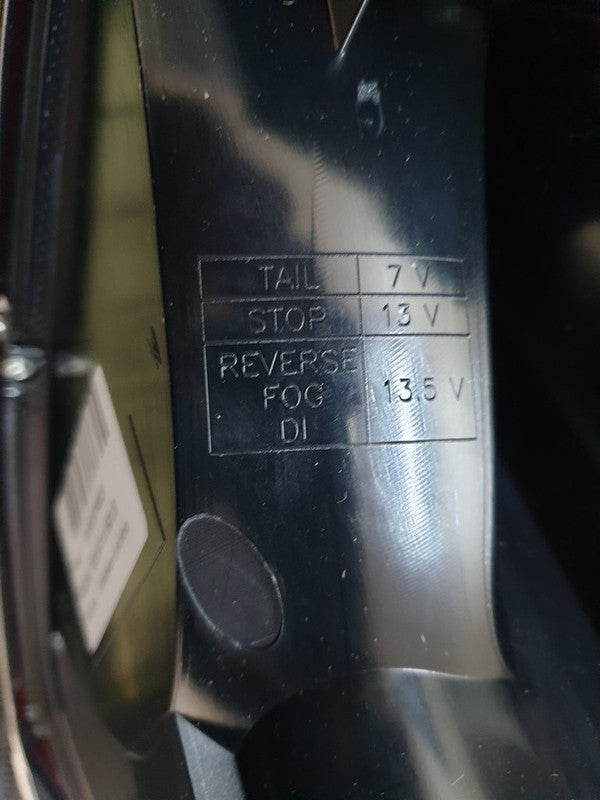 TAIL 7 V
STOP 13 V
REVERSE
FOG 13.5 V
DI